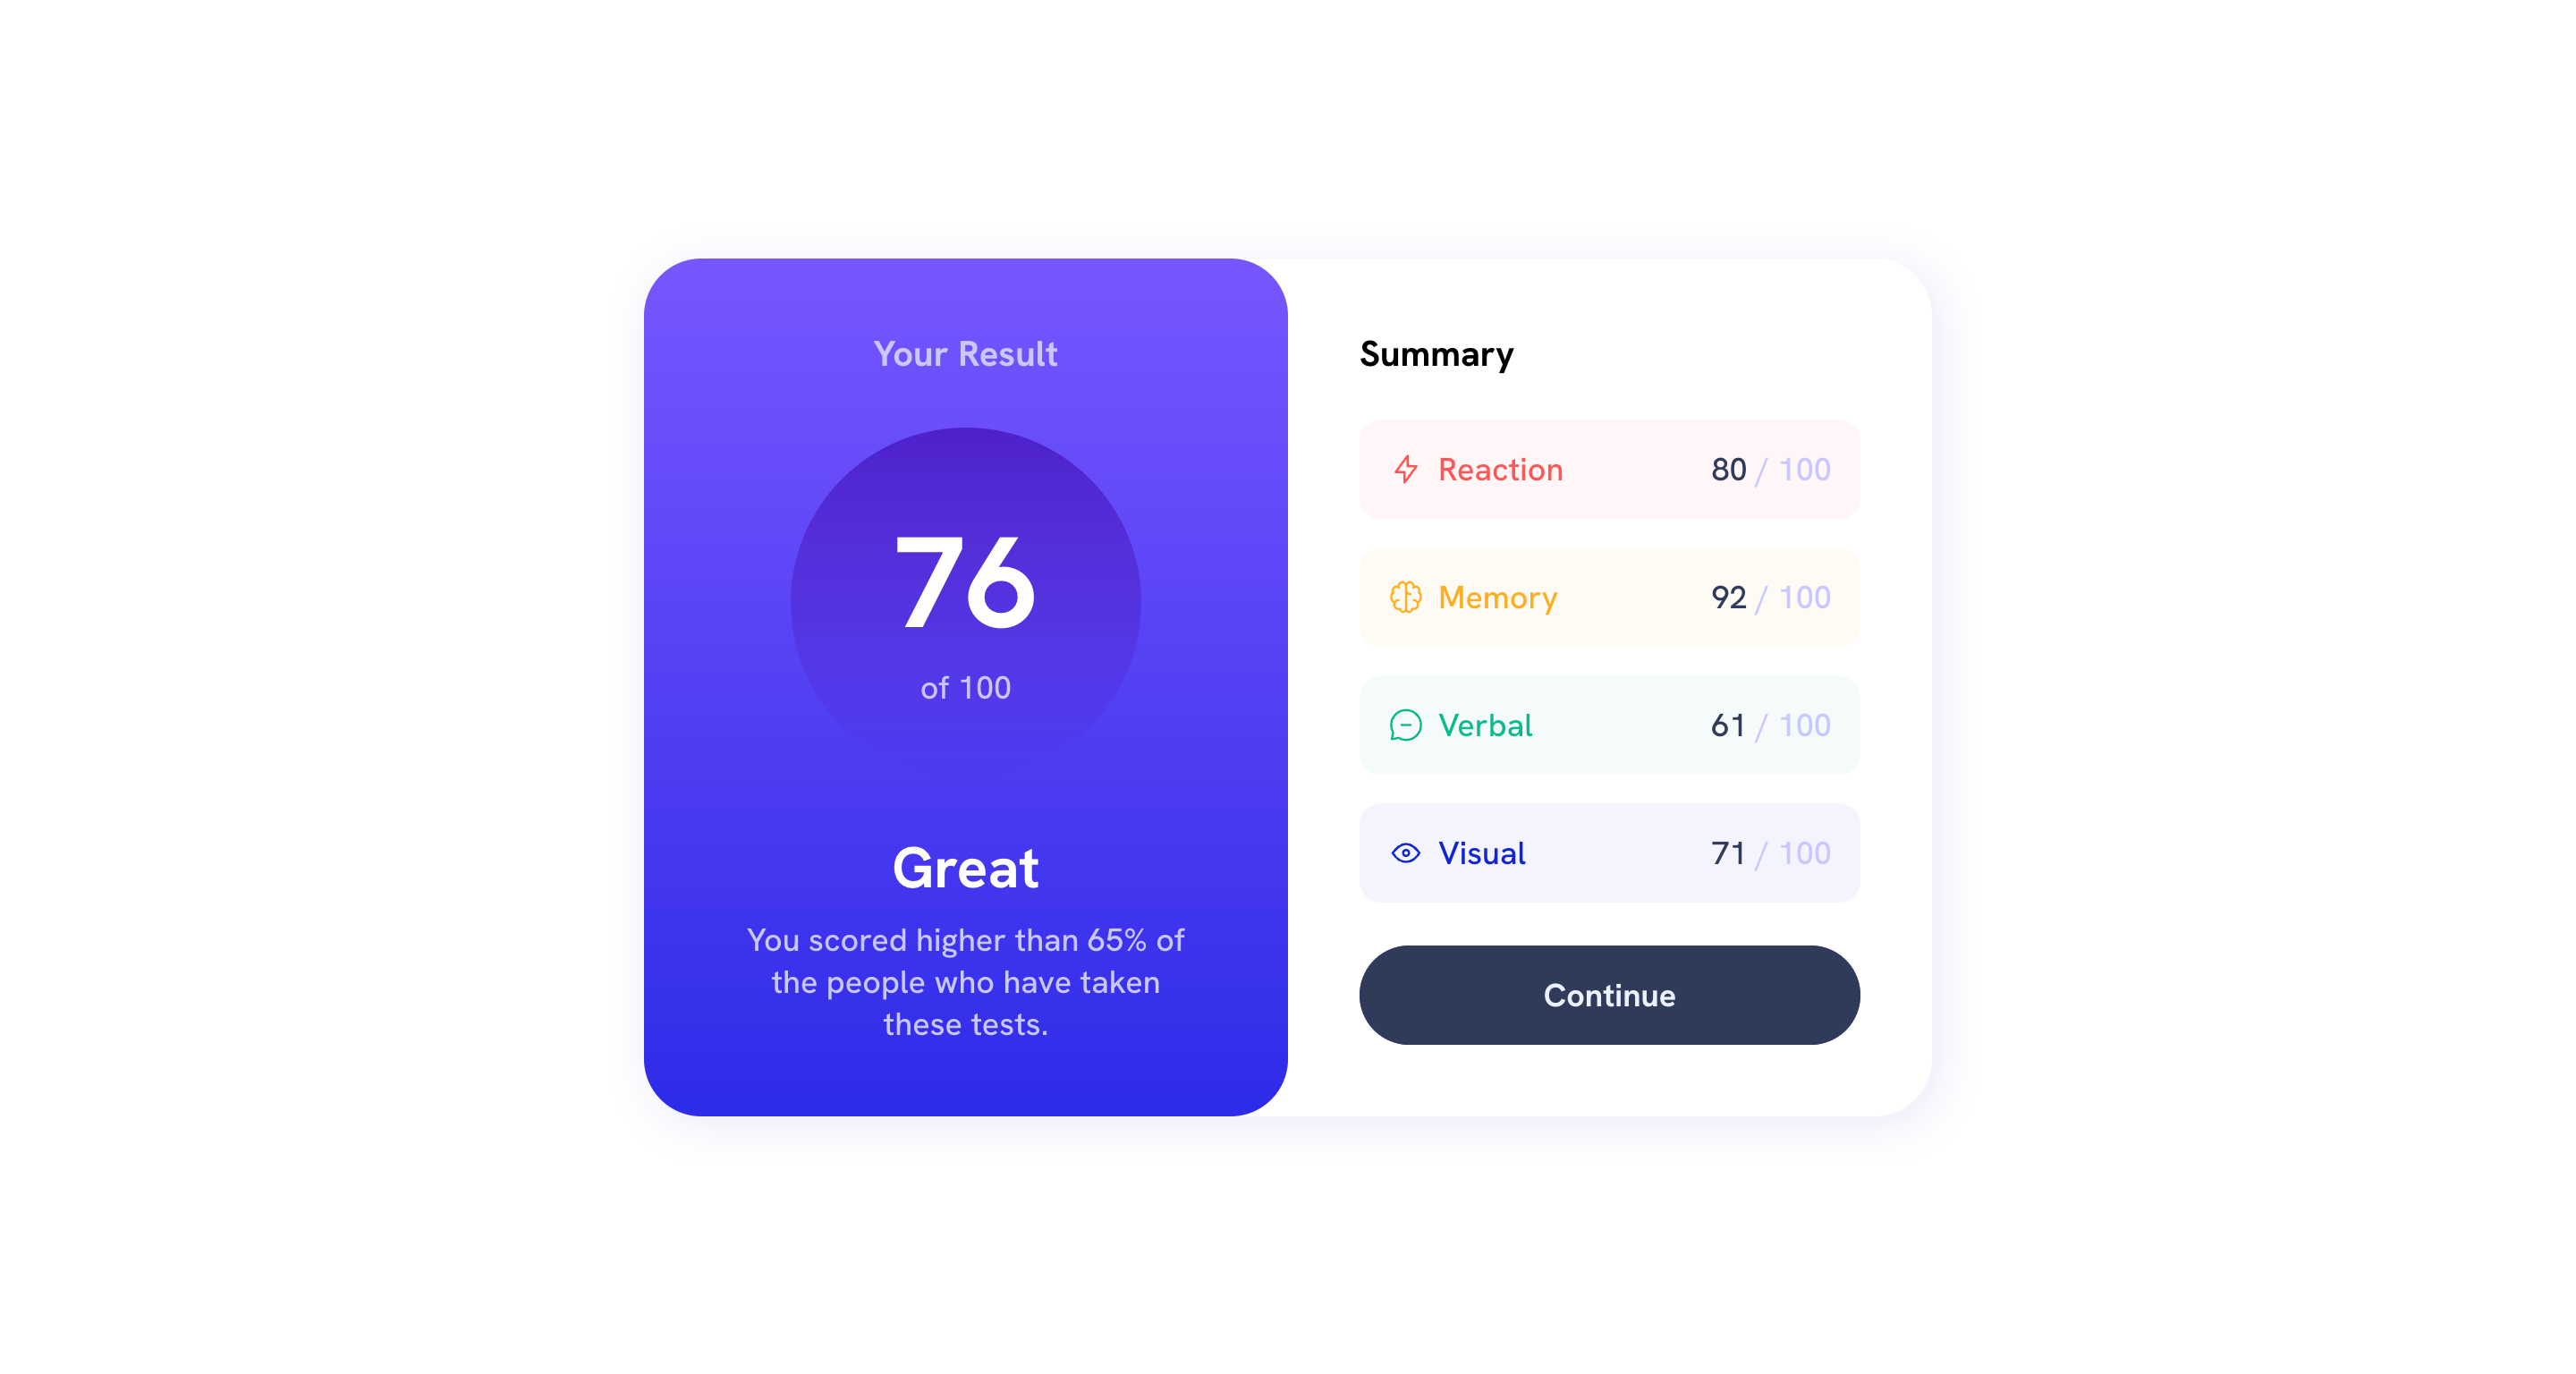 Your Result
76
of 100
Great
You scored higher than 65% of
the people who have taken
these tests.
Summary
Reaction 80 / 100
Memory 92 / 100
Verbal 61 / 100
Visual 71 / 100
Continue